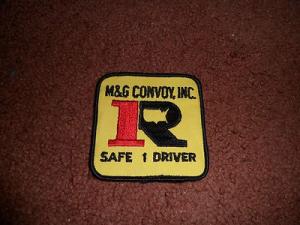 M&G CONVOY, INC.
1R
SAFE 1 DRIVER